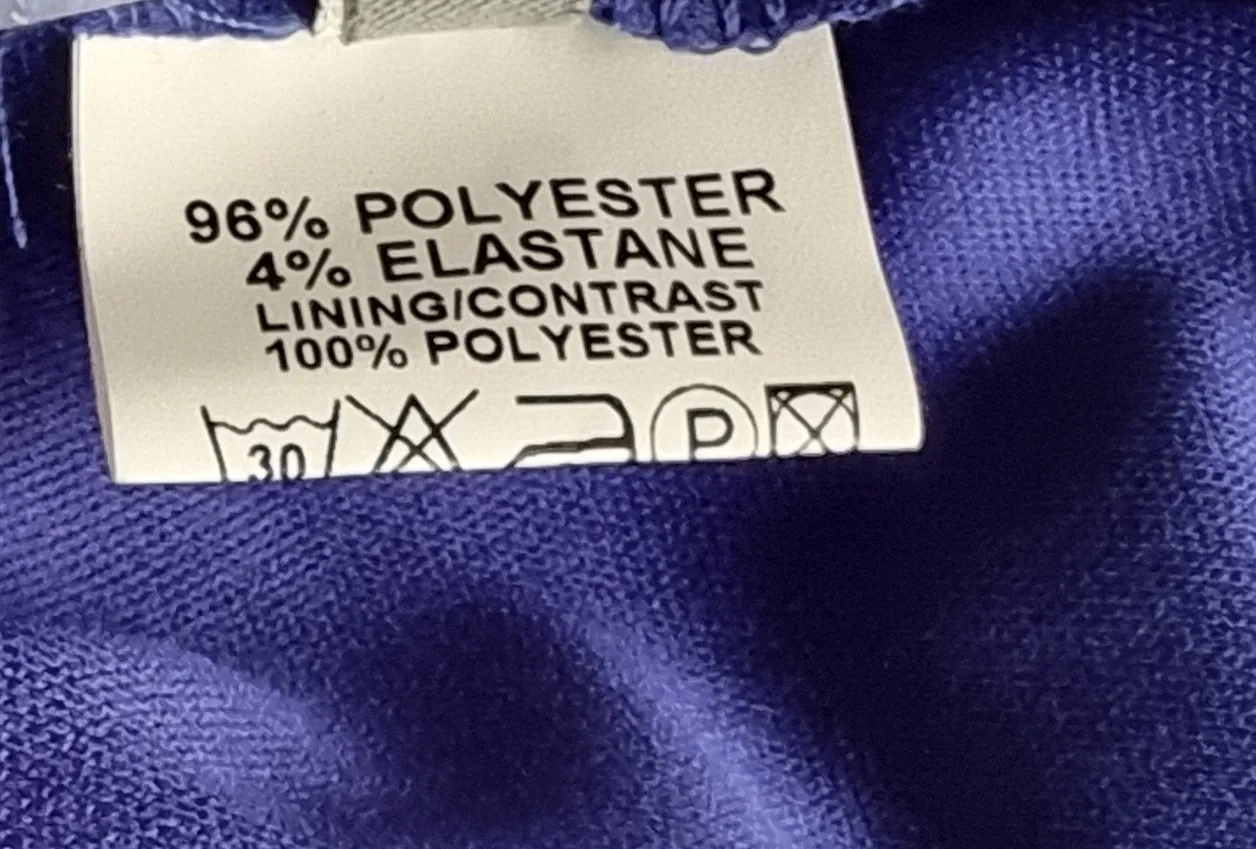 96% POLYESTER
4% ELASTANE
LINING/CONTRAST
100% POLYESTER
30 P